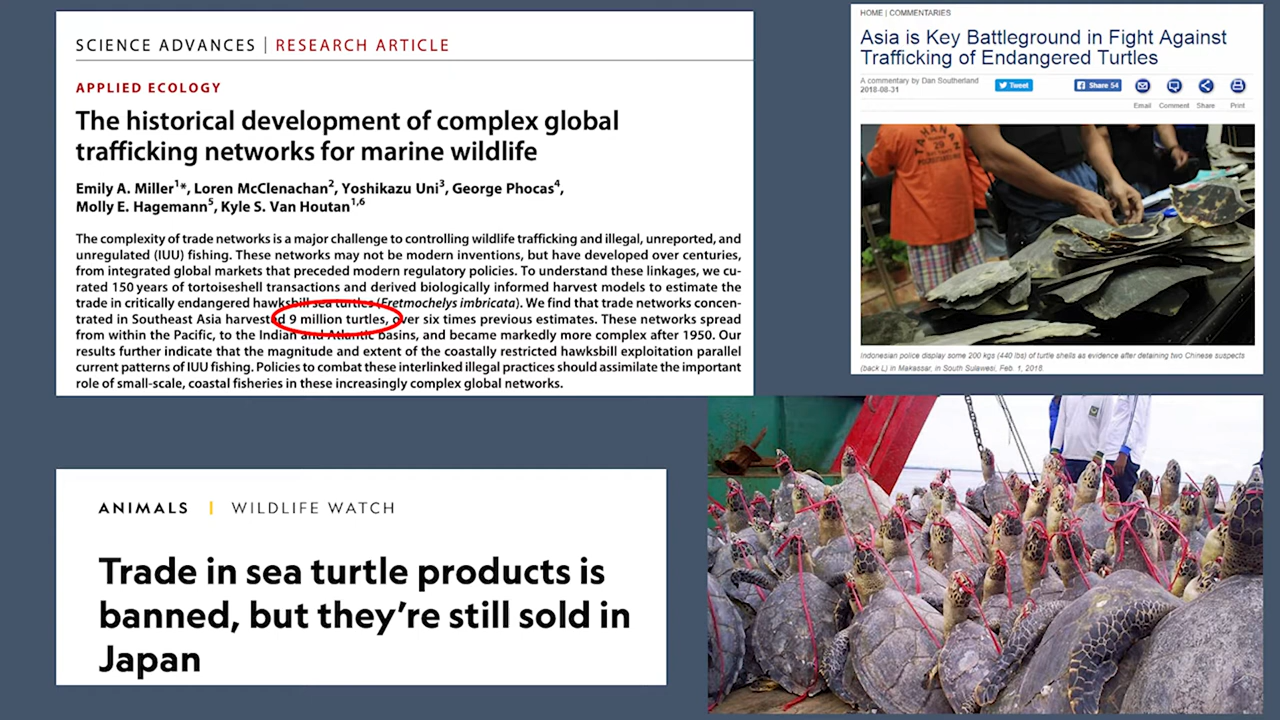 SCIENCE ADVANCES | RESEARCH ARTICLE
APPLIED ECOLOGY
The historical development of complex global
trafficking networks for marine wildlife
Emily A. Miller1*, Loren McClenachan2, Yoshikazu Uni3, George Phocas4,
Molly E. Hagemann5, Kyle S. Van Houtan1,6
The complexity of trade networks is a major challenge to controlling wildlife trafficking and illegal, unreported, and
unregulated (IUU) fishing. These networks may not be modern inventions, but have developed over centuries,
from integrated global markets that preceded modern regulatory policies. To understand these linkages, we cu-
rated 150 years of tortoiseshell transactions and derived biologically informed harvest models to estimate the
trade in critically endangered hawksbill sea turtles (Eretmochelys imbricata). We find that trade networks concen-
trated in Southeast Asia harvested 9 million turtles, over six times previous estimates. These networks spread
from within the Pacific, to the Indian and Atlantic basins, and became markedly more complex after 1950. Our
results further indicate that the magnitude and extent of the coastally restricted hawksbill exploitation parallel
current patterns of IUU fishing. Policies to combat these interlinked illegal practices should assimilate the important
role of small-scale, coastal fisheries in these increasingly complex global networks.
HOME | COMMENTARIES
Asia is Key Battleground in Fight Against
Trafficking of Endangered Turtles
A commentary by Dan Southerland
2018-08-31
Tweet
Share 54
Email Comment Share Print
TAHANAN
Indonesian police display some 200 kgs (440 lbs) of turtle shells as evidence after detaining two Chinese suspects
(back L) in Makassar, in South Sulawesi, Feb. 1, 2018
ANIMALS | WILDLIFE WATCH
Trade in sea turtle products is
banned, but they're still sold in
Japan